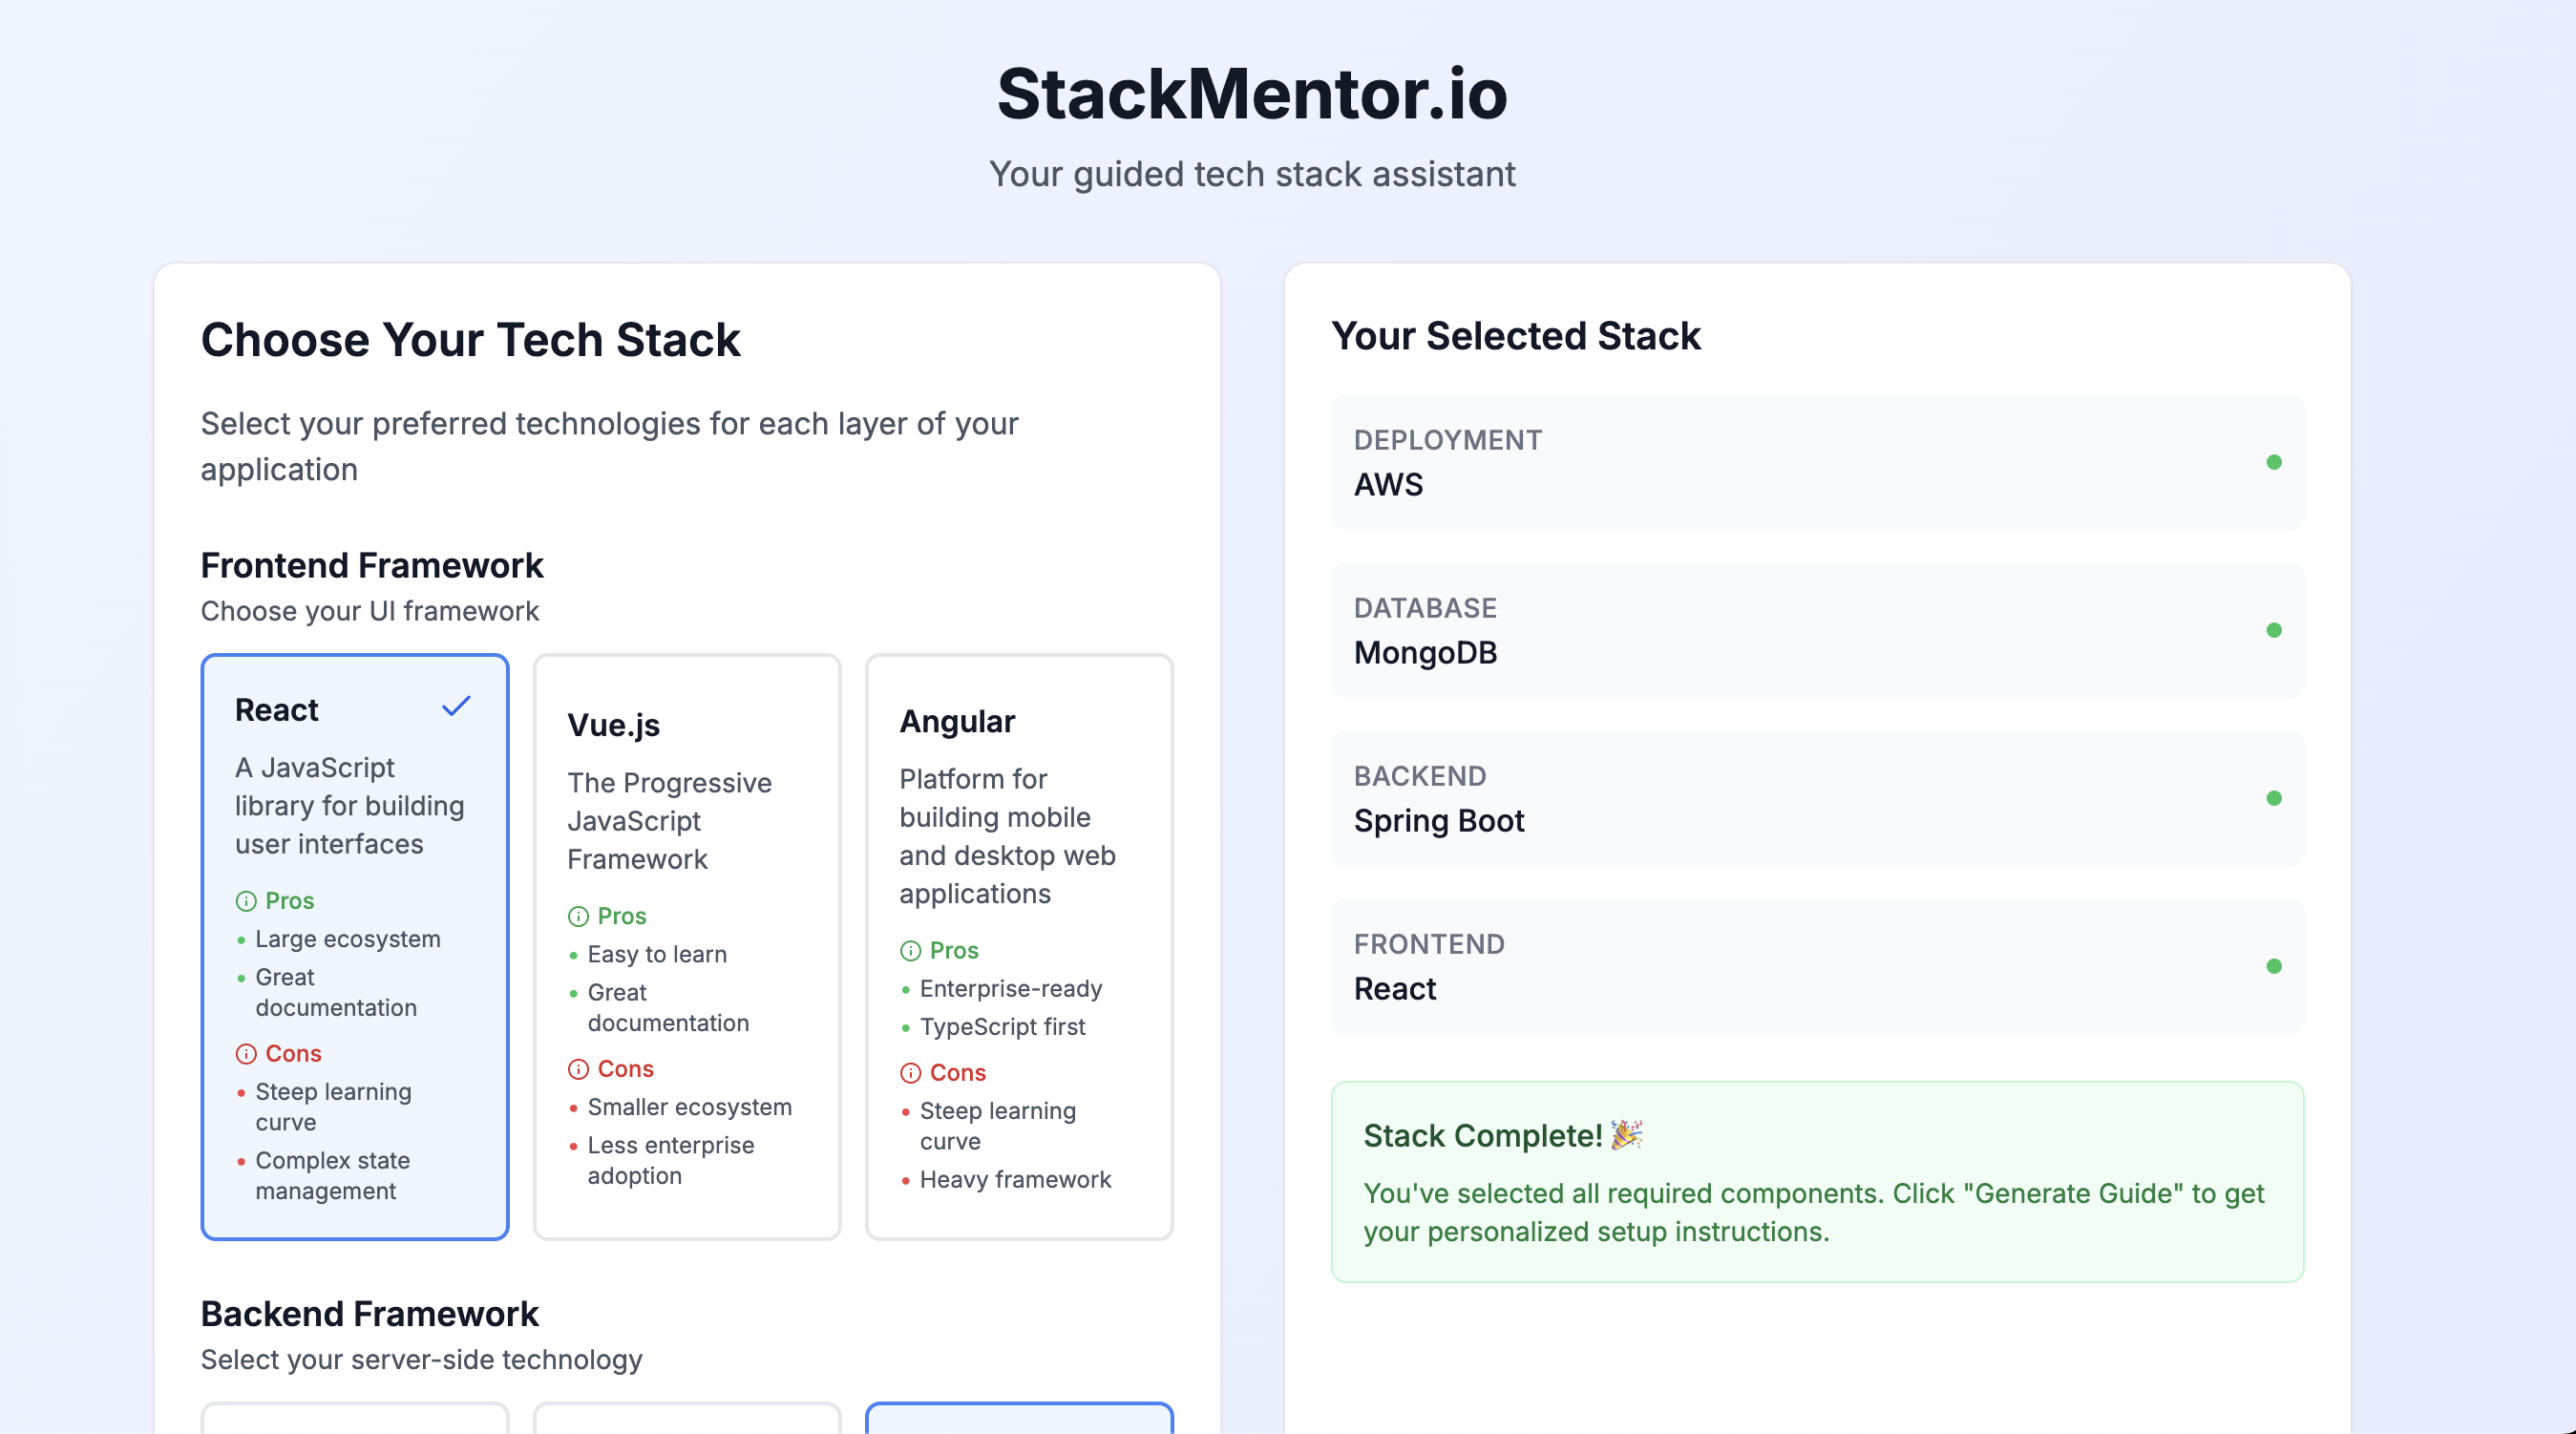 StackMentor.io
Your guided tech stack assistant
Choose Your Tech Stack
Select your preferred technologies for each layer of your
application
Frontend Framework
Choose your UI framework
React
A JavaScript
library for building
user interfaces
Pros
• Large ecosystem
• Great
documentation
Cons
• Steep learning
curve
• Complex state
management
Vue.js
The Progressive
JavaScript
Framework
Pros
• Easy to learn
• Great
documentation
Cons
• Smaller ecosystem
• Less enterprise
adoption
Angular
Platform for
building mobile
and desktop web
applications
Pros
• Enterprise-ready
• TypeScript first
Cons
• Steep learning
curve
• Heavy framework
Backend Framework
Select your server-side technology
Your Selected Stack
DEPLOYMENT
AWS
DATABASE
MongoDB
BACKEND
Spring Boot
FRONTEND
React
Stack Complete! 🎉
You've selected all required components. Click "Generate Guide" to get
your personalized setup instructions.